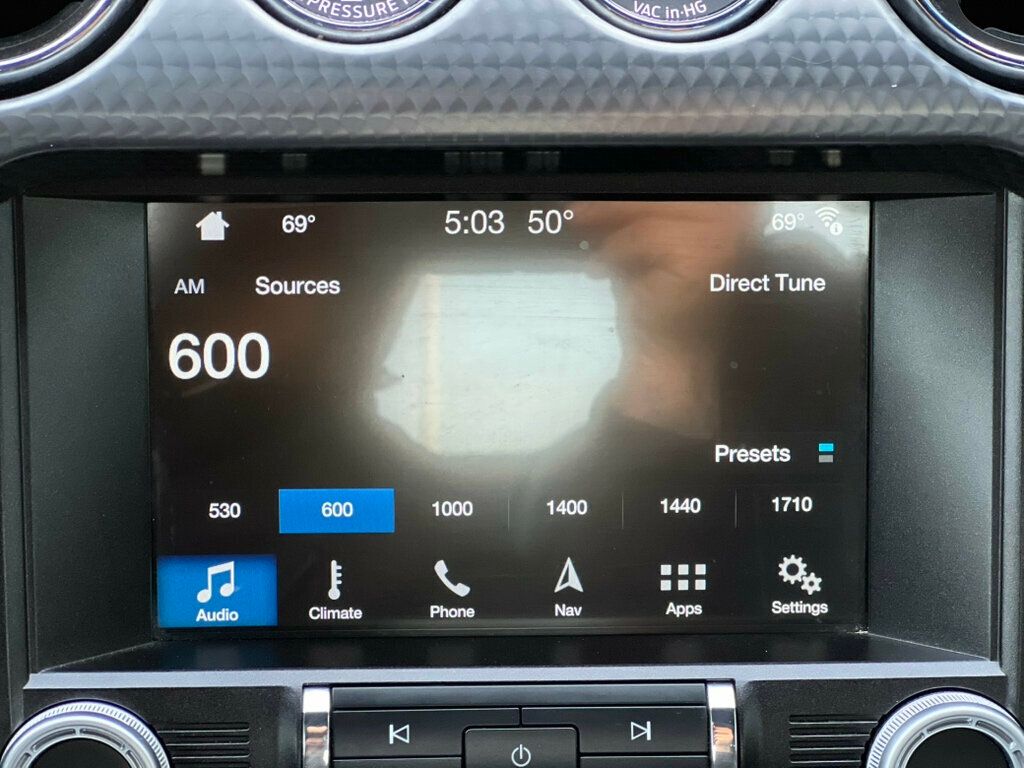 PRESSURE
VAC in-HG
69° 5:03 50° 69°
AM Sources Direct Tune
600
Presets
530 600 1000 1400 1440 1710
Audio Climate Phone Nav Apps Settings